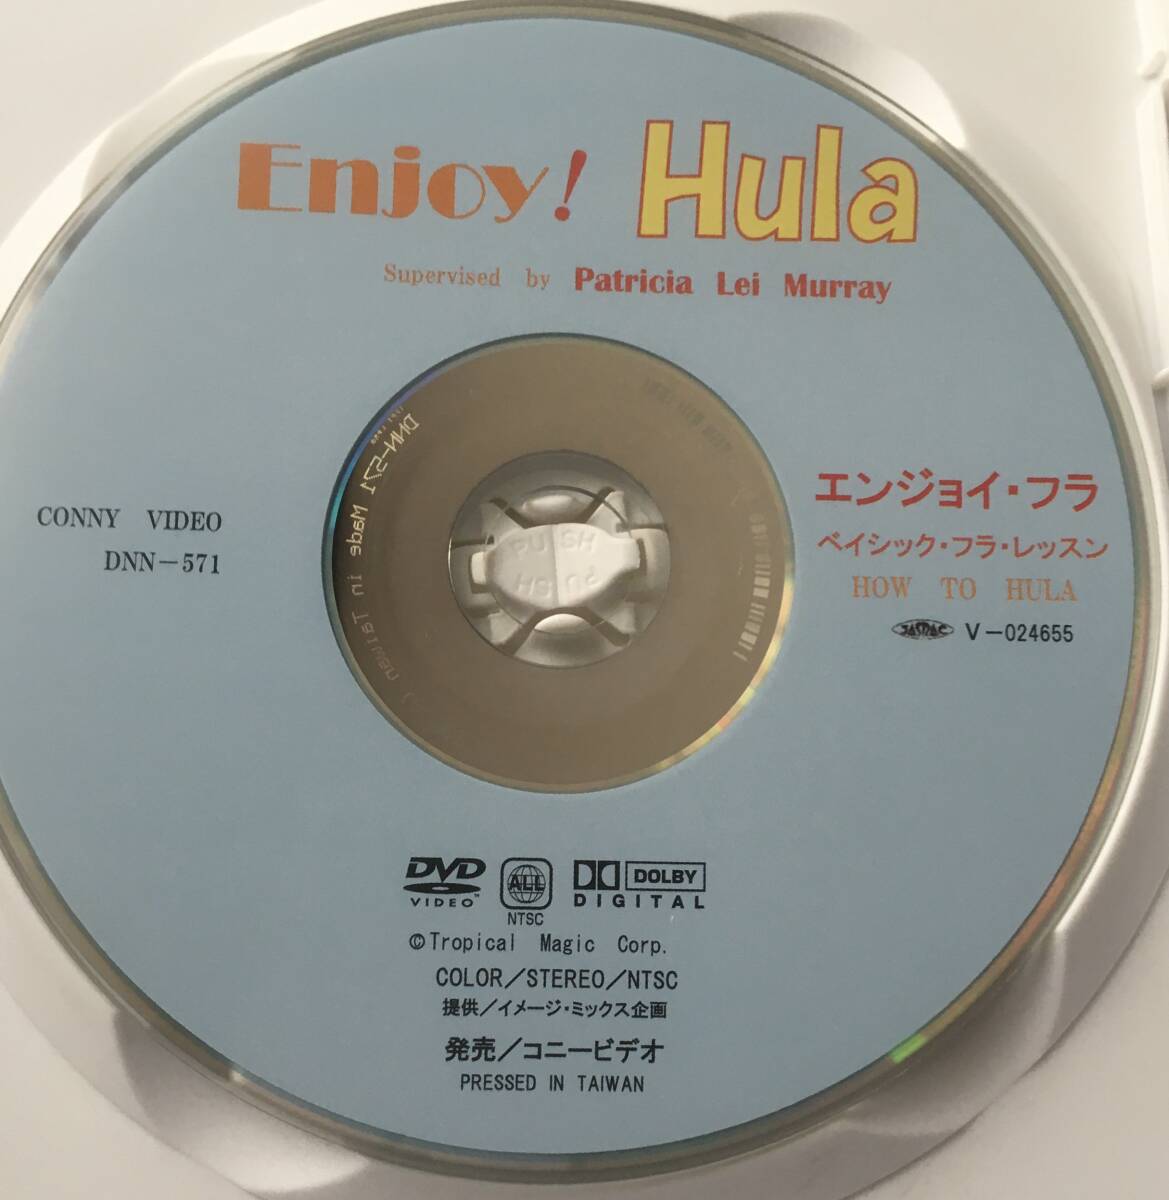 Enjoy! Hula
Supervised by Patricia Lei Murray
CONNY VIDEO
DNN-571
エンジョイ・フラ
ベイシック・フラ・レッスン
HOW TO HULA
JASRAC V-024655
DNN-571 Made in Taiwan
PUSH
PUSH
DVD
VIDEO
ALL
NTSC
DOLBY
DIGITAL
©Tropical Magic Corp.
COLOR/STEREO/NTSC
提供/イメージ・ミックス企画
発売/コニービデオ
PRESSED IN TAIWAN